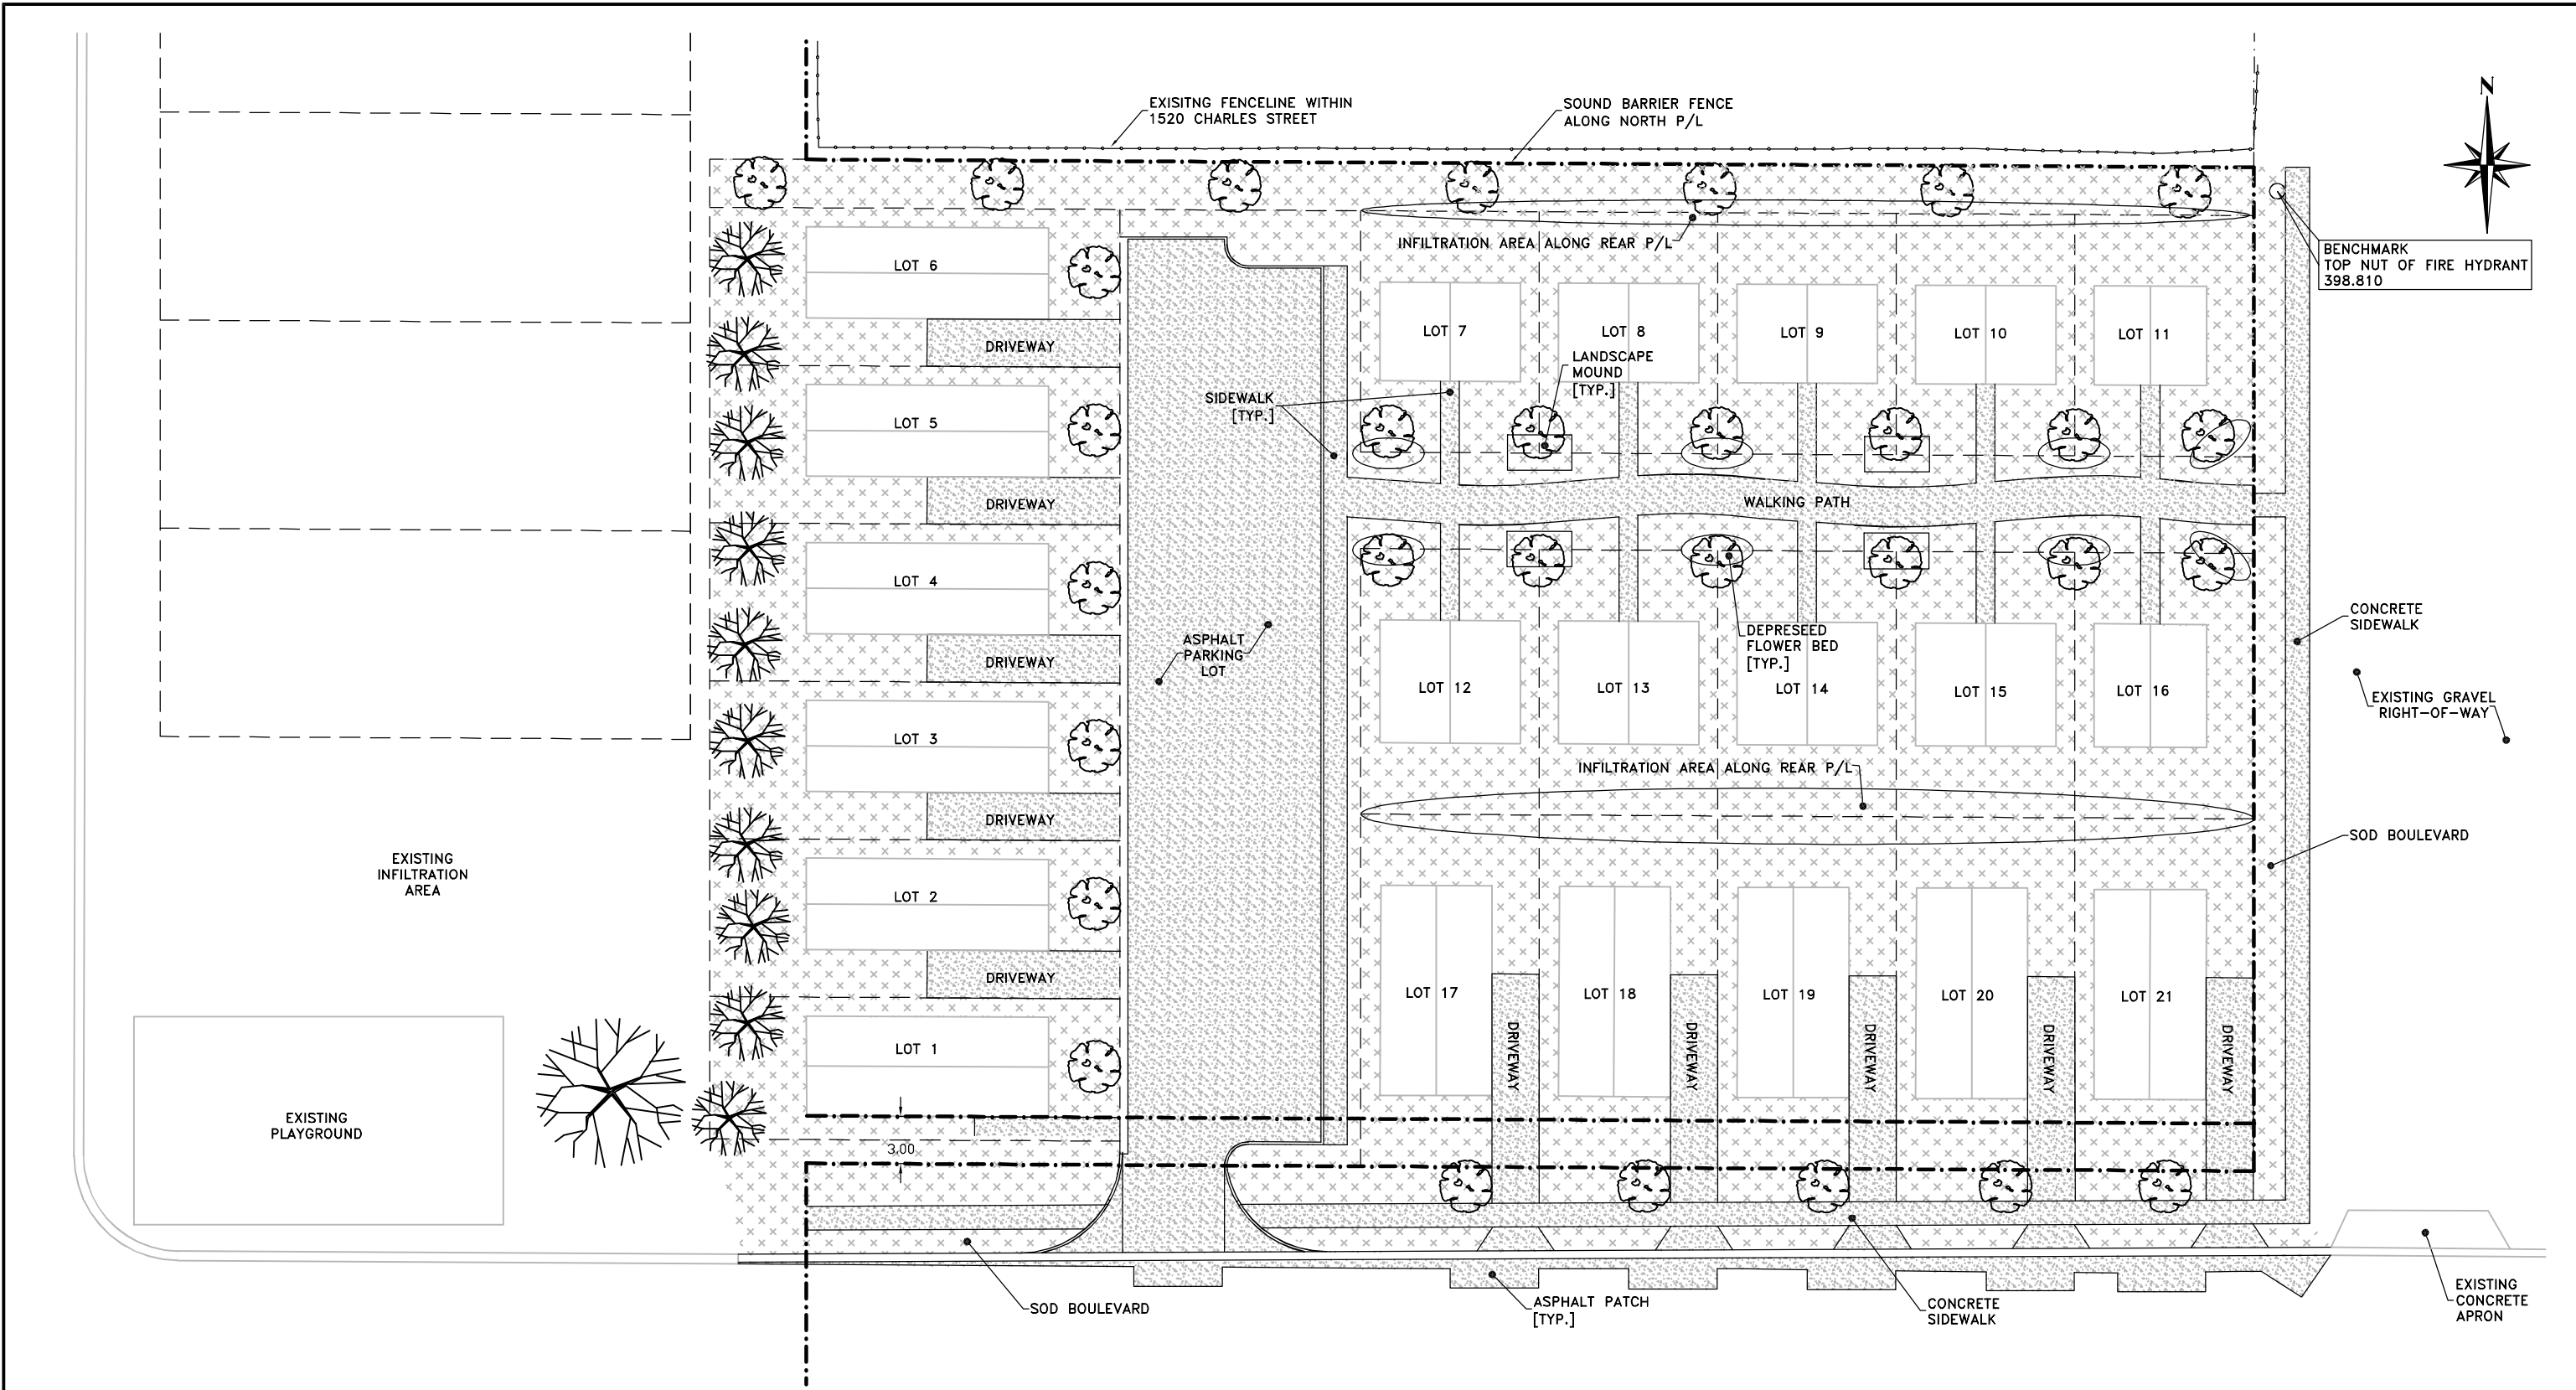 N
EXISITNG FENCELINE WITHIN
1520 CHARLES STREET
SOUND BARRIER FENCE
ALONG NORTH P/L
INFILTRATION AREA ALONG REAR P/L
BENCHMARK
TOP NUT OF FIRE HYDRANT
398.810
LOT 6
DRIVEWAY
LOT 7
LOT 8
LOT 9
LOT 10
LOT 11
LANDSCAPE
MOUND
[TYP.]
SIDEWALK
[TYP.]
LOT 5
DRIVEWAY
WALKING PATH
LOT 4
DRIVEWAY
ASPHALT
PARKING
LOT
DEPRESEED
FLOWER BED
[TYP.]
CONCRETE
SIDEWALK
LOT 12
LOT 13
LOT 14
LOT 15
LOT 16
EXISTING GRAVEL
RIGHT-OF-WAY
LOT 3
DRIVEWAY
INFILTRATION AREA ALONG REAR P/L
SOD BOULEVARD
EXISTING
INFILTRATION
AREA
LOT 2
DRIVEWAY
LOT 17
LOT 18
LOT 19
LOT 20
LOT 21
DRIVEWAY
DRIVEWAY
DRIVEWAY
DRIVEWAY
DRIVEWAY
LOT 1
EXISTING
PLAYGROUND
3.00
SOD BOULEVARD
ASPHALT PATCH
[TYP.]
CONCRETE
SIDEWALK
EXISTING
CONCRETE
APRON